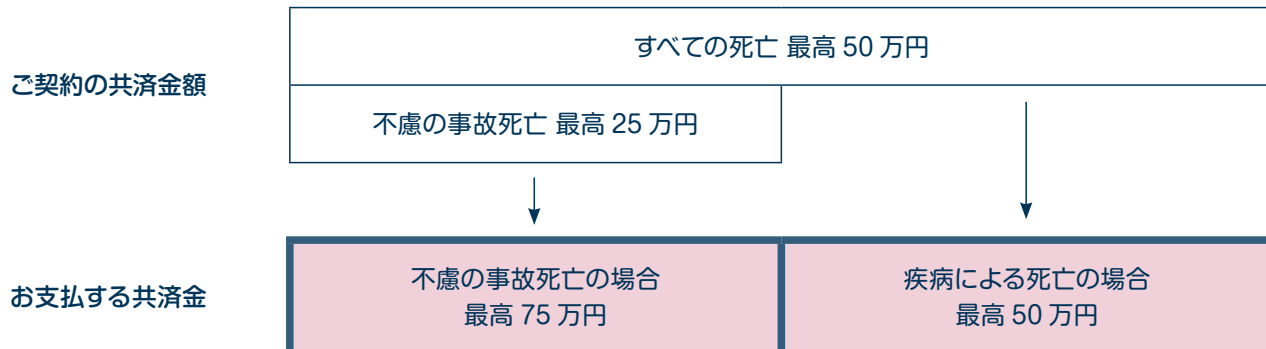 すべての死亡 最高 50 万円
ご契約の共済金額
不慮の事故死亡 最高 25 万円
お支払する共済金
不慮の事故死亡の場合
最高 75 万円
疾病による死亡の場合
最高 50 万円